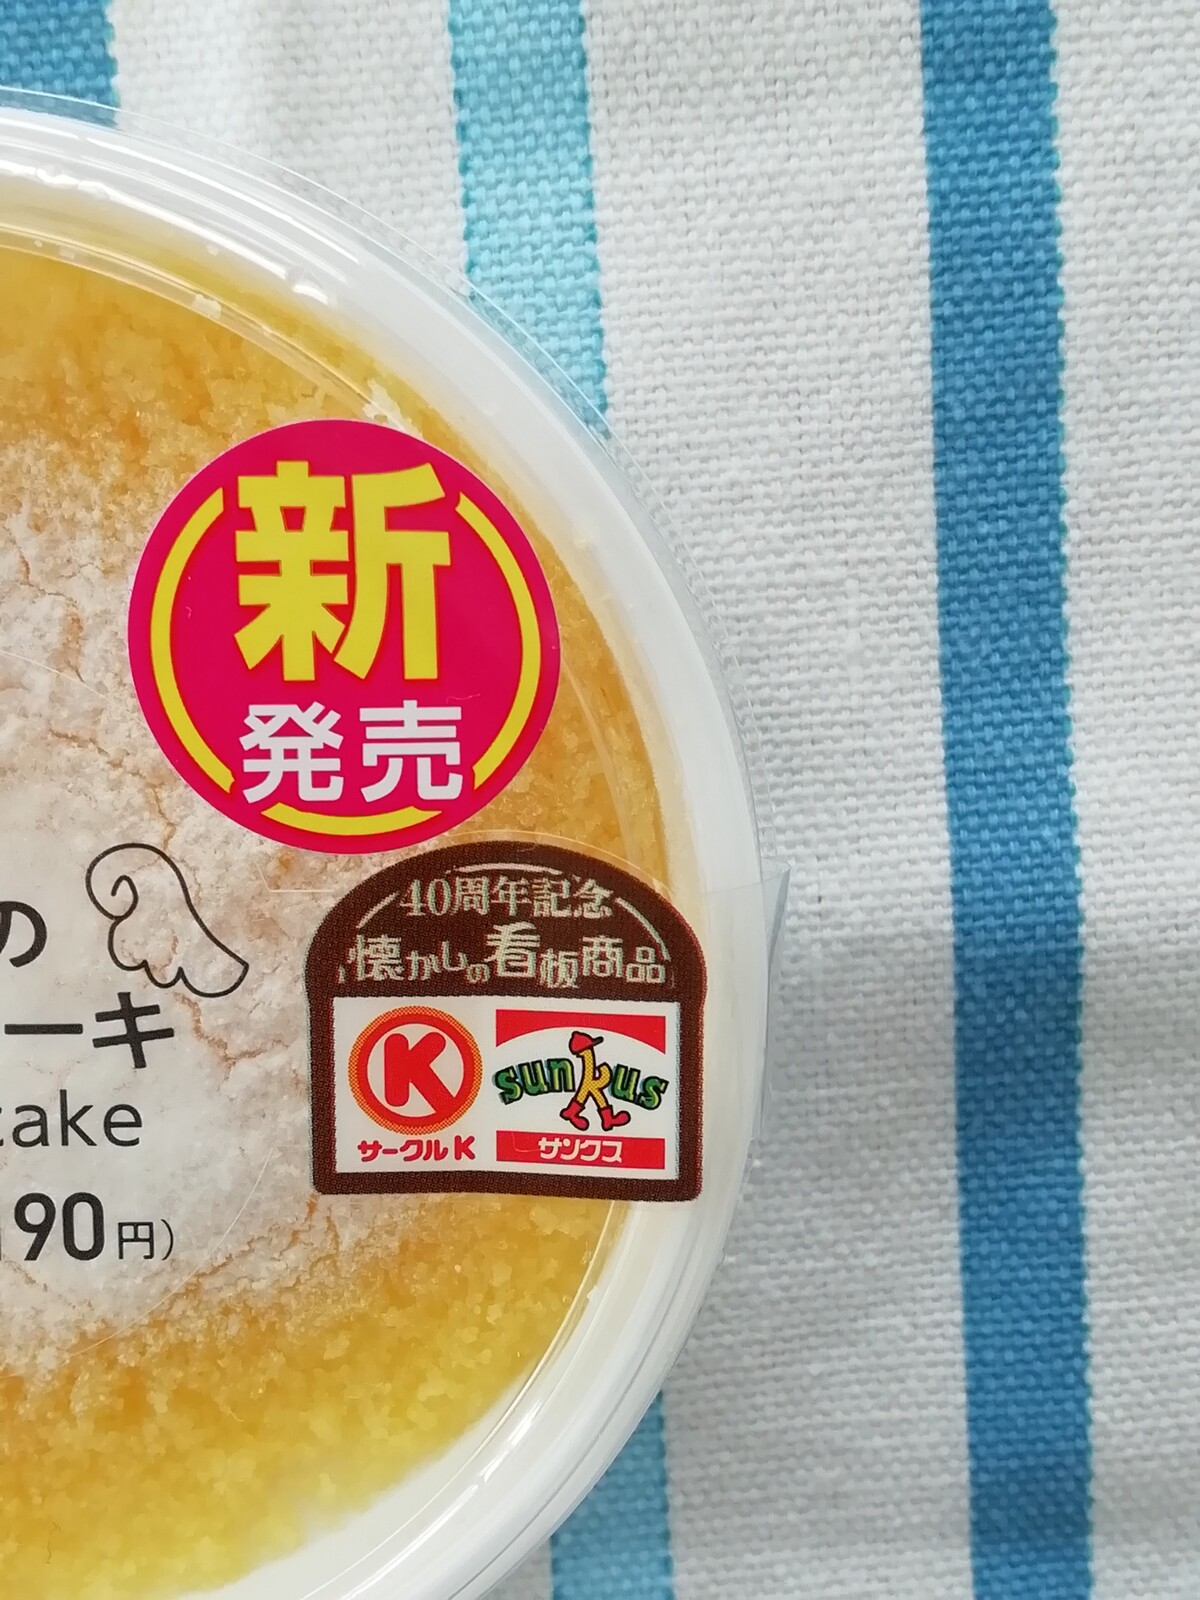 新
発売
40周年記念
懐かしの看板商品
K
sunkus
サークルK
サンクス
の
ーキ
cake
190円)